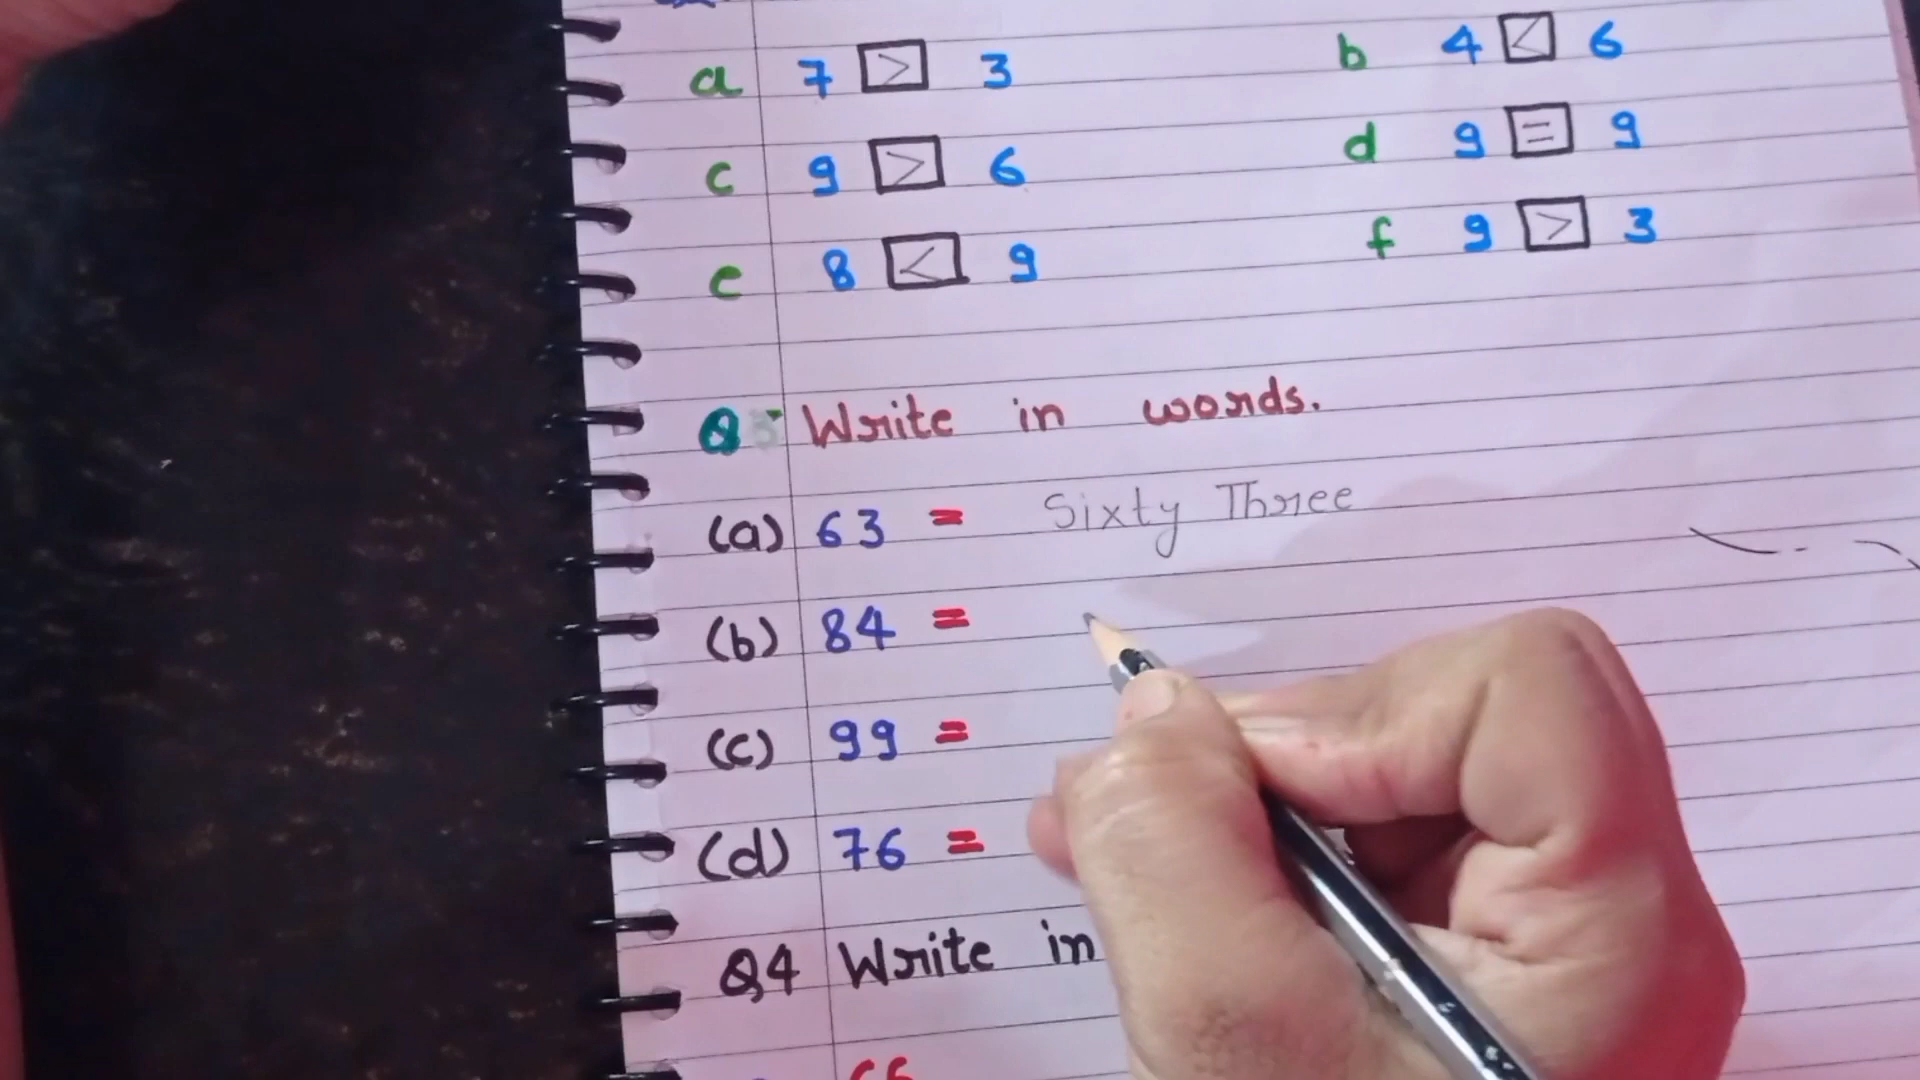 a 7 > 3 b 4 < 6
c 9 > 6 d 9 = 9
e 8 < 9 f 9 > 3
Q 3 Write in words.
(a) 63 = Sixty Three
(b) 84 =
(c) 99 =
(d) 76 =
Q4 Write in